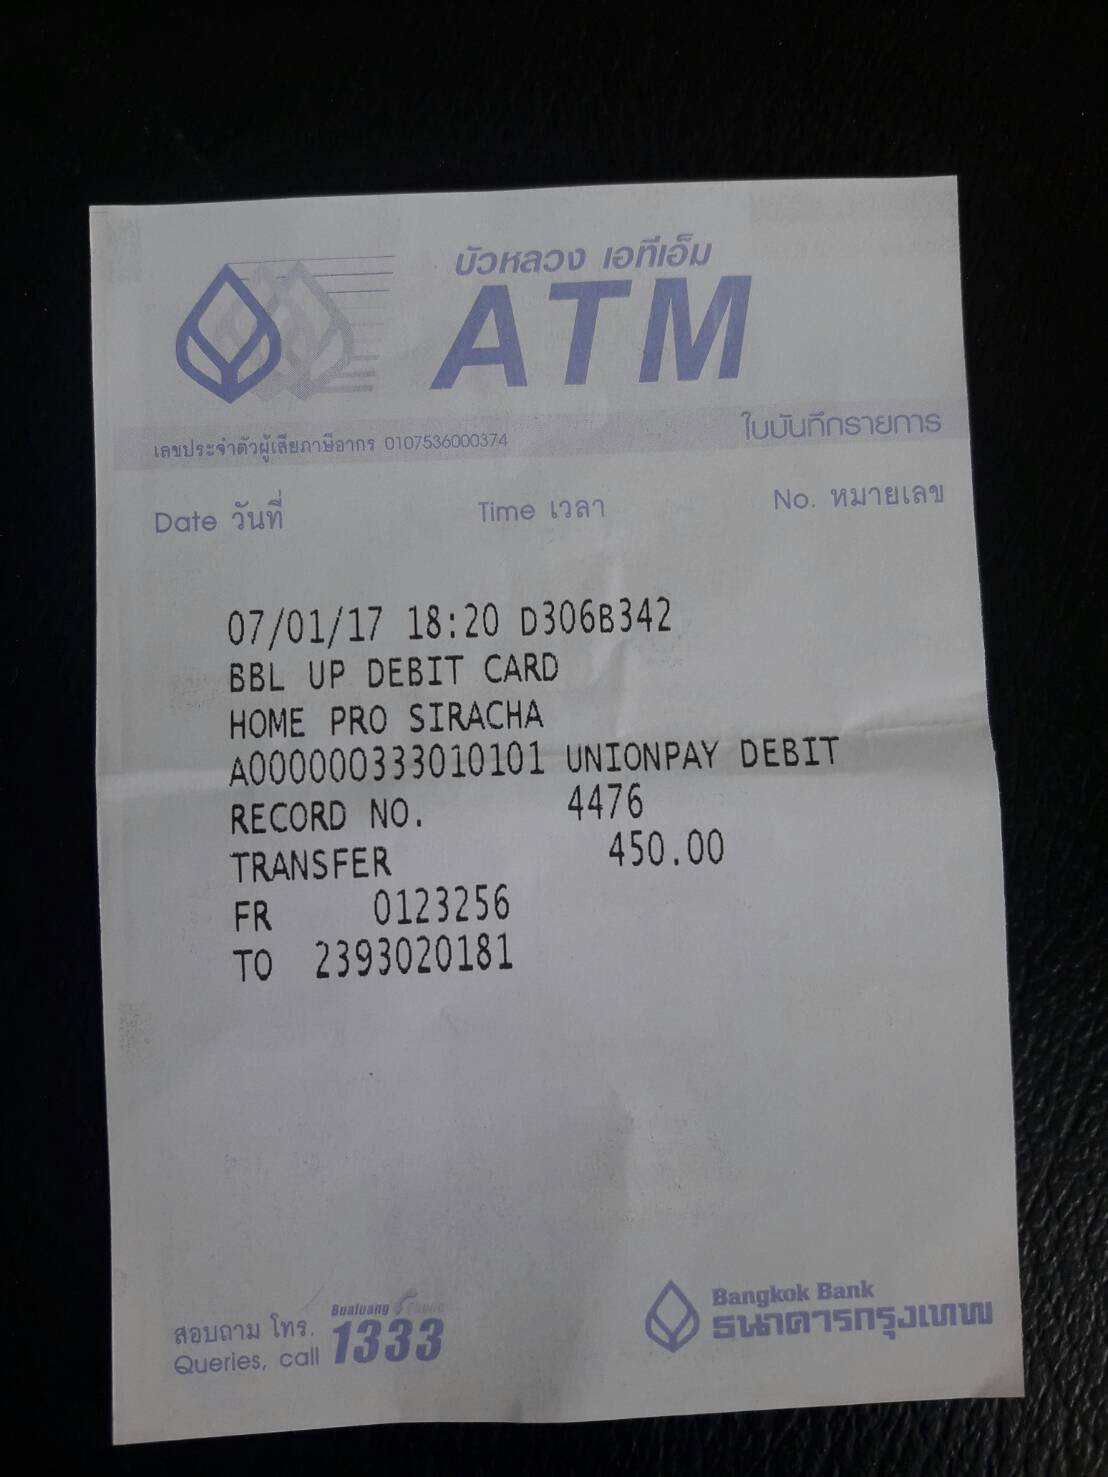 บัวหลวง เอทีเอ็ม
ATM
เลขประจำตัวผู้เสียภาษีอากร 0107536000374
ใบบันทึกรายการ
Date วันที่ Time เวลา No. หมายเลข
07/01/17 18:20 D306B342
BBL UP DEBIT CARD
HOME PRO SIRACHA
A000000333010101 UNIONPAY DEBIT
RECORD NO. 4476
TRANSFER 450.00
FR 0123256
TO 2393020181
Bualuang
สอบถาม โทร. 1333
Queries, call
Bangkok Bank
ธนาคารกรุงเทพ